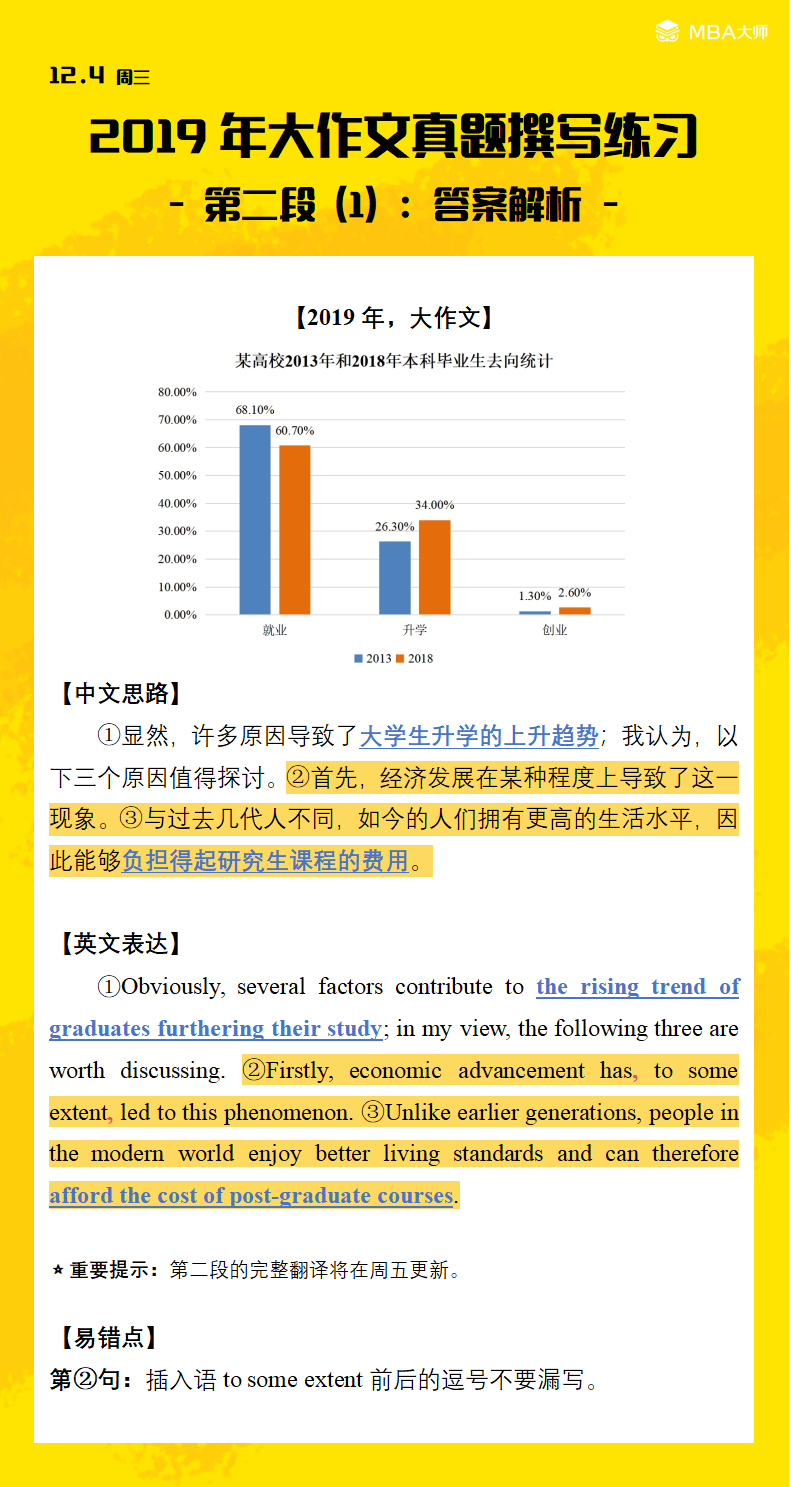 MBA大师
12.4 周三
2019 年大作文真题撰写练习
- 第二段（1）：答案解析 -
【2019 年，大作文】
某高校2013年和2018年本科毕业生去向统计
80.00%
70.00%
60.00%
50.00%
40.00%
30.00%
20.00%
10.00%
0.00%
68.10%
60.70%
26.30%
34.00%
1.30%
2.60%
就业
升学
创业
2013
2018
【中文思路】
①显然，许多原因导致了大学生升学的上升趋势；我认为，以
下三个原因值得探讨。②首先，经济发展在某种程度上导致了这一
现象。③与过去几代人不同，如今的人们拥有更高的生活水平，因
此能够负担得起研究生课程的费用。
【英文表达】
①Obviously, several factors contribute to the rising trend of
graduates furthering their study; in my view, the following three are
worth discussing. ②Firstly, economic advancement has, to some
extent, led to this phenomenon. ③Unlike earlier generations, people in
the modern world enjoy better living standards and can therefore
afford the cost of post-graduate courses.
★重要提示：第二段的完整翻译将在周五更新。
【易错点】
第②句：插入语 to some extent 前后的逗号不要漏写。